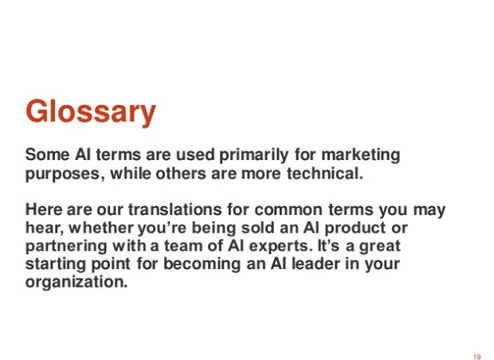 Glossary
Some AI terms are used primarily for marketing
purposes, while others are more technical.
Here are our translations for common terms you may
hear, whether you’re being sold an AI product or
partnering with a team of AI experts. It’s a great
starting point for becoming an AI leader in your
organization.
19